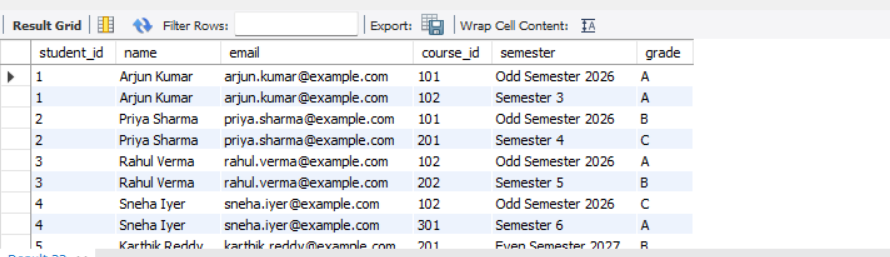 Result Grid Filter Rows: Export: Wrap Cell Content: IA
student_id name email course_id semester grade
1 Arjun Kumar arjun.kumar@example.com 101 Odd Semester 2026 A
1 Arjun Kumar arjun.kumar@example.com 102 Semester 3 A
2 Priya Sharma priya.sharma@example.com 101 Odd Semester 2026 B
2 Priya Sharma priya.sharma@example.com 201 Semester 4 C
3 Rahul Verma rahul.verma@example.com 102 Odd Semester 2026 A
3 Rahul Verma rahul.verma@example.com 202 Semester 5 B
4 Sneha Iyer sneha.iyer@example.com 102 Odd Semester 2026 C
4 Sneha Iyer sneha.iyer@example.com 301 Semester 6 A
5 Karthik Reddy karthik.reddy@example.com 201 Even Semester 2027 B